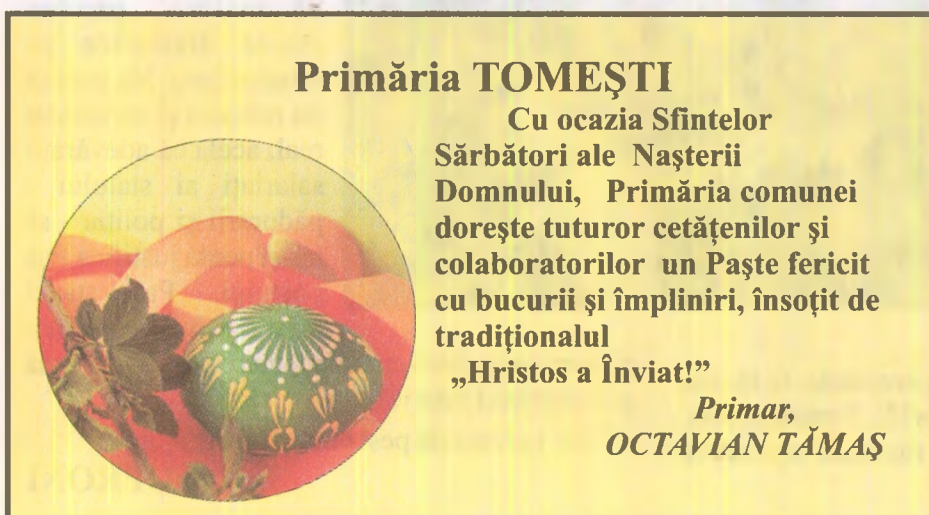 Primăria TOMEŞTI
Cu ocazia Sfintelor
Sărbători ale Naşterii
Domnului, Primăria comunei
doreşte tuturor cetăţenilor şi
colaboratorilor un Paşte fericit
cu bucurii şi împliniri, însoţit de
tradiţionalul
„Hristos a Înviat!”
Primar,
OCTAVIAN TĂMAŞ